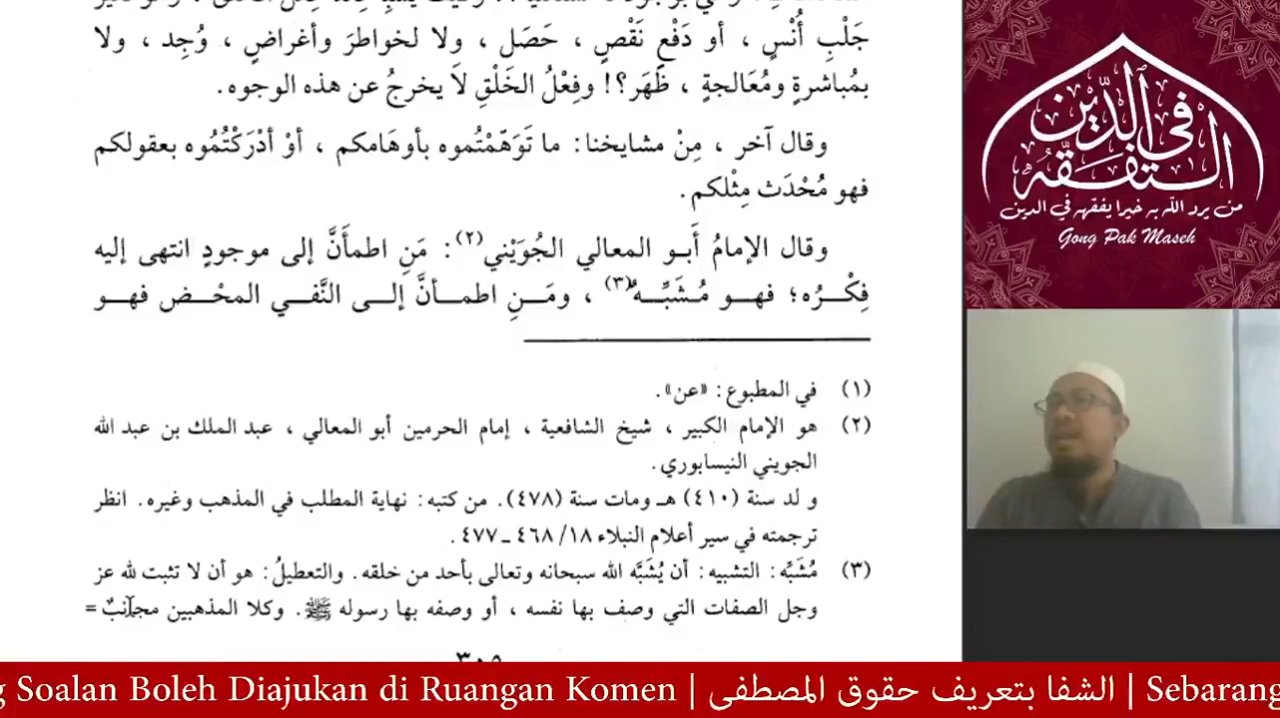 جَلْبِ أُنْسٍ ، أو دَفْعِ نَقْصٍ ، حَصَل ، ولا لخواطرَ وأغراضٍ ، وُجِد ، ولا
بمُباشرةٍ ومُعَالجةٍ ، ظَهَر؟! وفِعْلُ الخَلْقِ لاَ يخرجُ عن هذه الوجوه.
وقال آخر ، مِنْ مشايخنا: ما تَوَهّمْتُموه بأوهَامكم ، أوْ أدْرَكْتُمُوه بعقولكم
فهو مُحْدَث مِثْلكم.
وقال الإمامُ أَبو المعالي الجُوَيْني(٢): مَنِ اطمأَنَّ إلى موجودٍ انتهى إليه
فِكْرُه؛ فهو مُشَبِّه(٣) ، ومَنِ اطمأنَّ إلى النَّفي المحْض فهو
(١) في المطبوع: «عن».
(٢) هو الإمام الكبير ، شيخ الشافعية ، إمام الحرمين أبو المعالي ، عبد الملك بن عبد الله
الجويني النيسابوري.
و لد سنة (٤١٠) هـ ومات سنة (٤٧٨). من كتبه: نهاية المطلب في المذهب وغيره. انظر
ترجمته في سير أعلام النبلاء ١٨/ ٤٦٨ ـ ٤٧٧ .
(٣) مُشَبِّه: التشبيه: أن يُشَبَّه الله سبحانه وتعالى بأحد من خلقه. والتعطيلُ: هو أن لا تثبت لله عز
وجل الصفات التي وصف بها نفسه ، أو وصفه بها رسوله ﷺ. وكلا المذهبين مجانبٌ =
التفقه في الدين
من يرد الله به خيرا يفقهه في الدين
Gong Pak Maseh
Soalan Boleh Diajukan di Ruangan Komen | الشفا بتعريف حقوق المصطفى | Sebarang